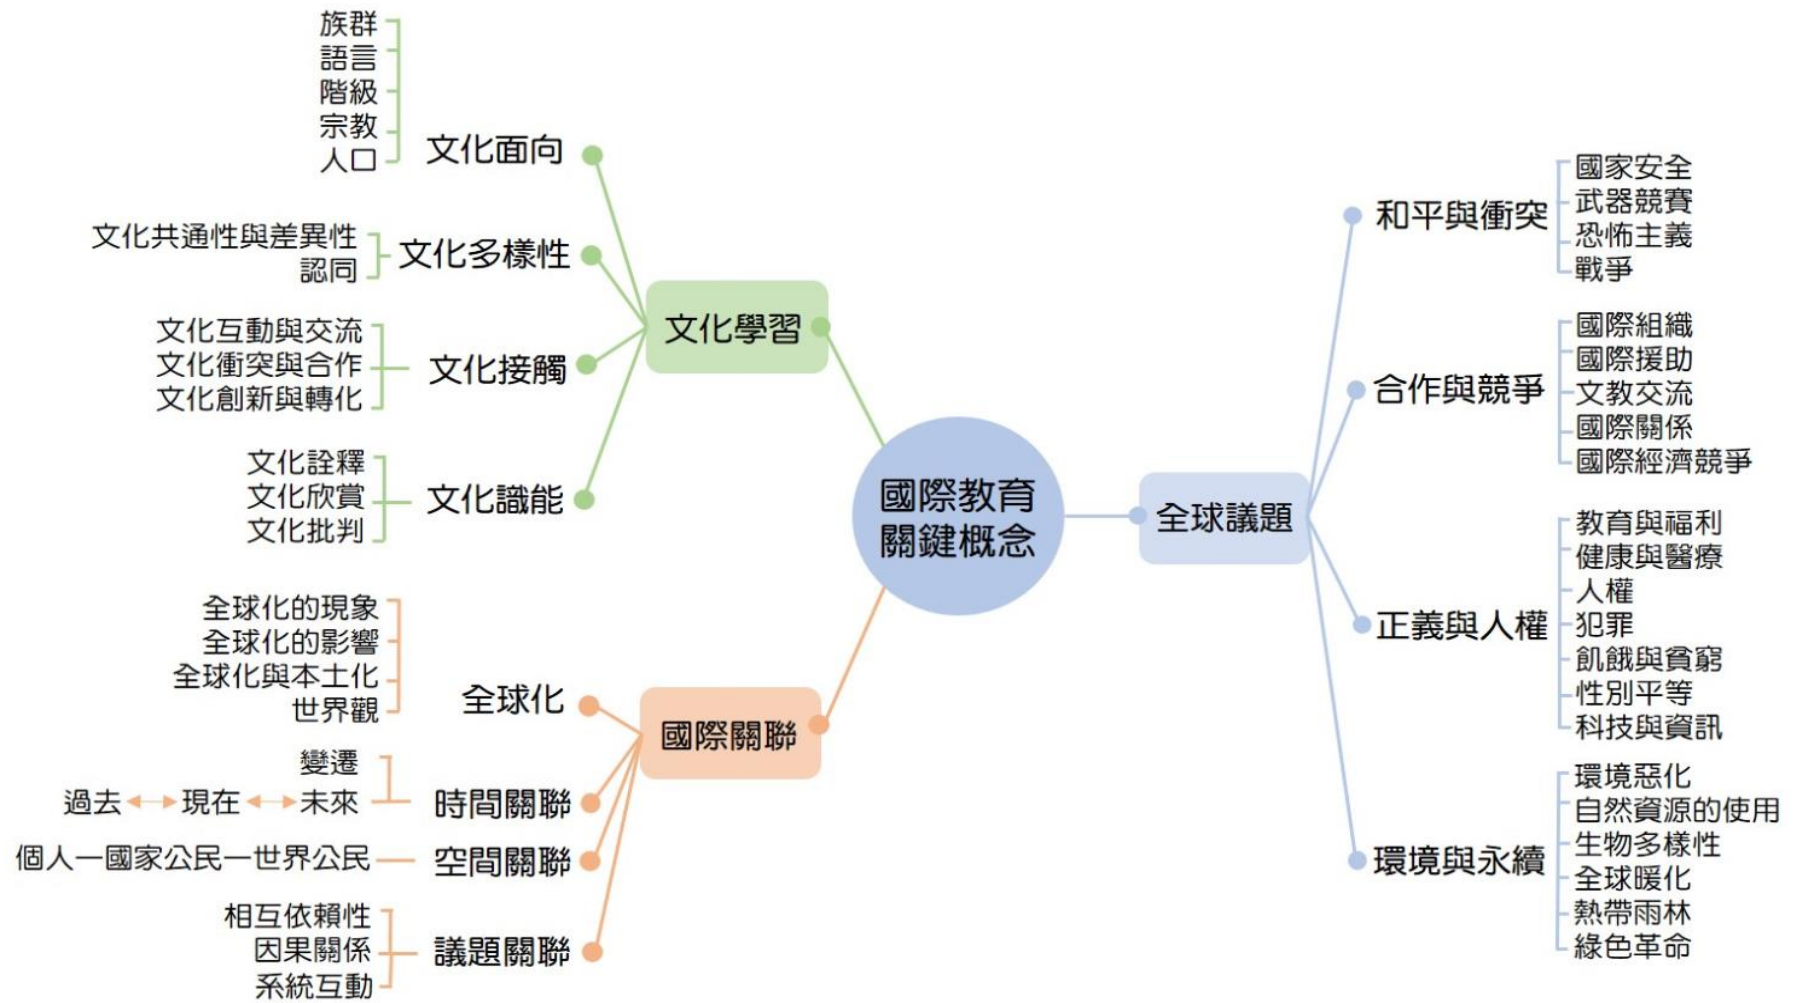 國際教育
關鍵概念
文化學習
文化面向
族群
語言
階級
宗教
人口
文化多樣性
文化共通性與差異性
認同
文化接觸
文化互動與交流
文化衝突與合作
文化創新與轉化
文化識能
文化詮釋
文化欣賞
文化批判
國際關聯
全球化
全球化的現象
全球化的影響
全球化與本土化
世界觀
時間關聯
變遷
過去 現在 未來
空間關聯
個人—國家公民—世界公民
議題關聯
相互依賴性
因果關係
系統互動
全球議題
和平與衝突
國家安全
武器競賽
恐怖主義
戰爭
合作與競爭
國際組織
國際援助
文教交流
國際關係
國際經濟競爭
正義與人權
教育與福利
健康與醫療
人權
犯罪
飢餓與貧窮
性別平等
科技與資訊
環境與永續
環境惡化
自然資源的使用
生物多樣性
全球暖化
熱帶雨林
綠色革命